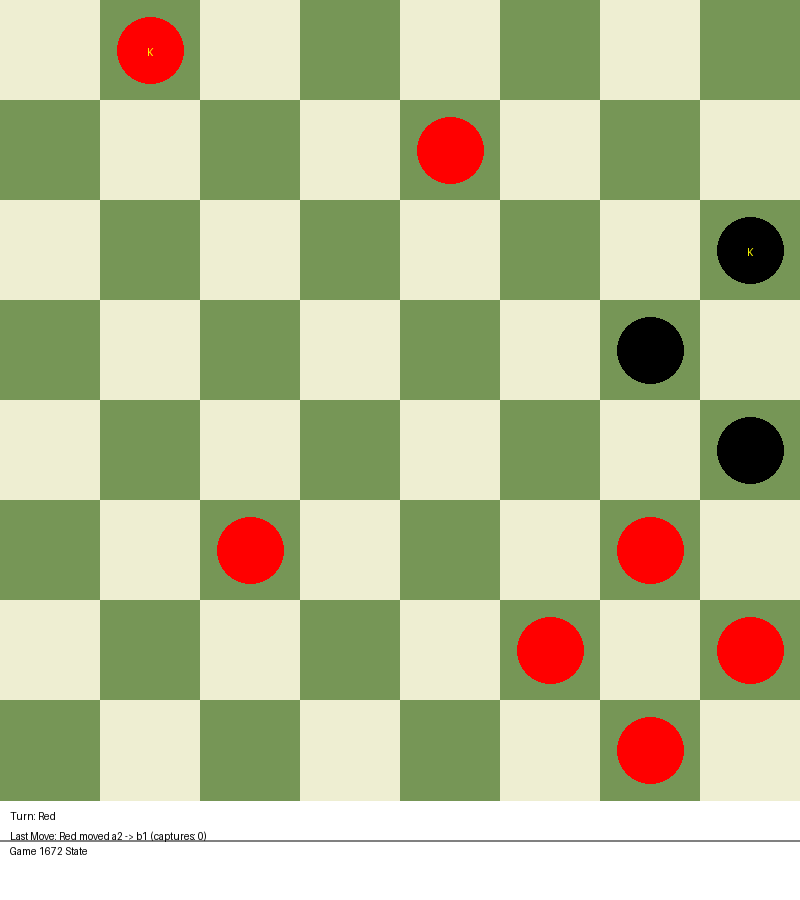 K
K
Turn: Red
Last Move: Red moved a2 -> b1 (captures: 0)
Game 1672 State